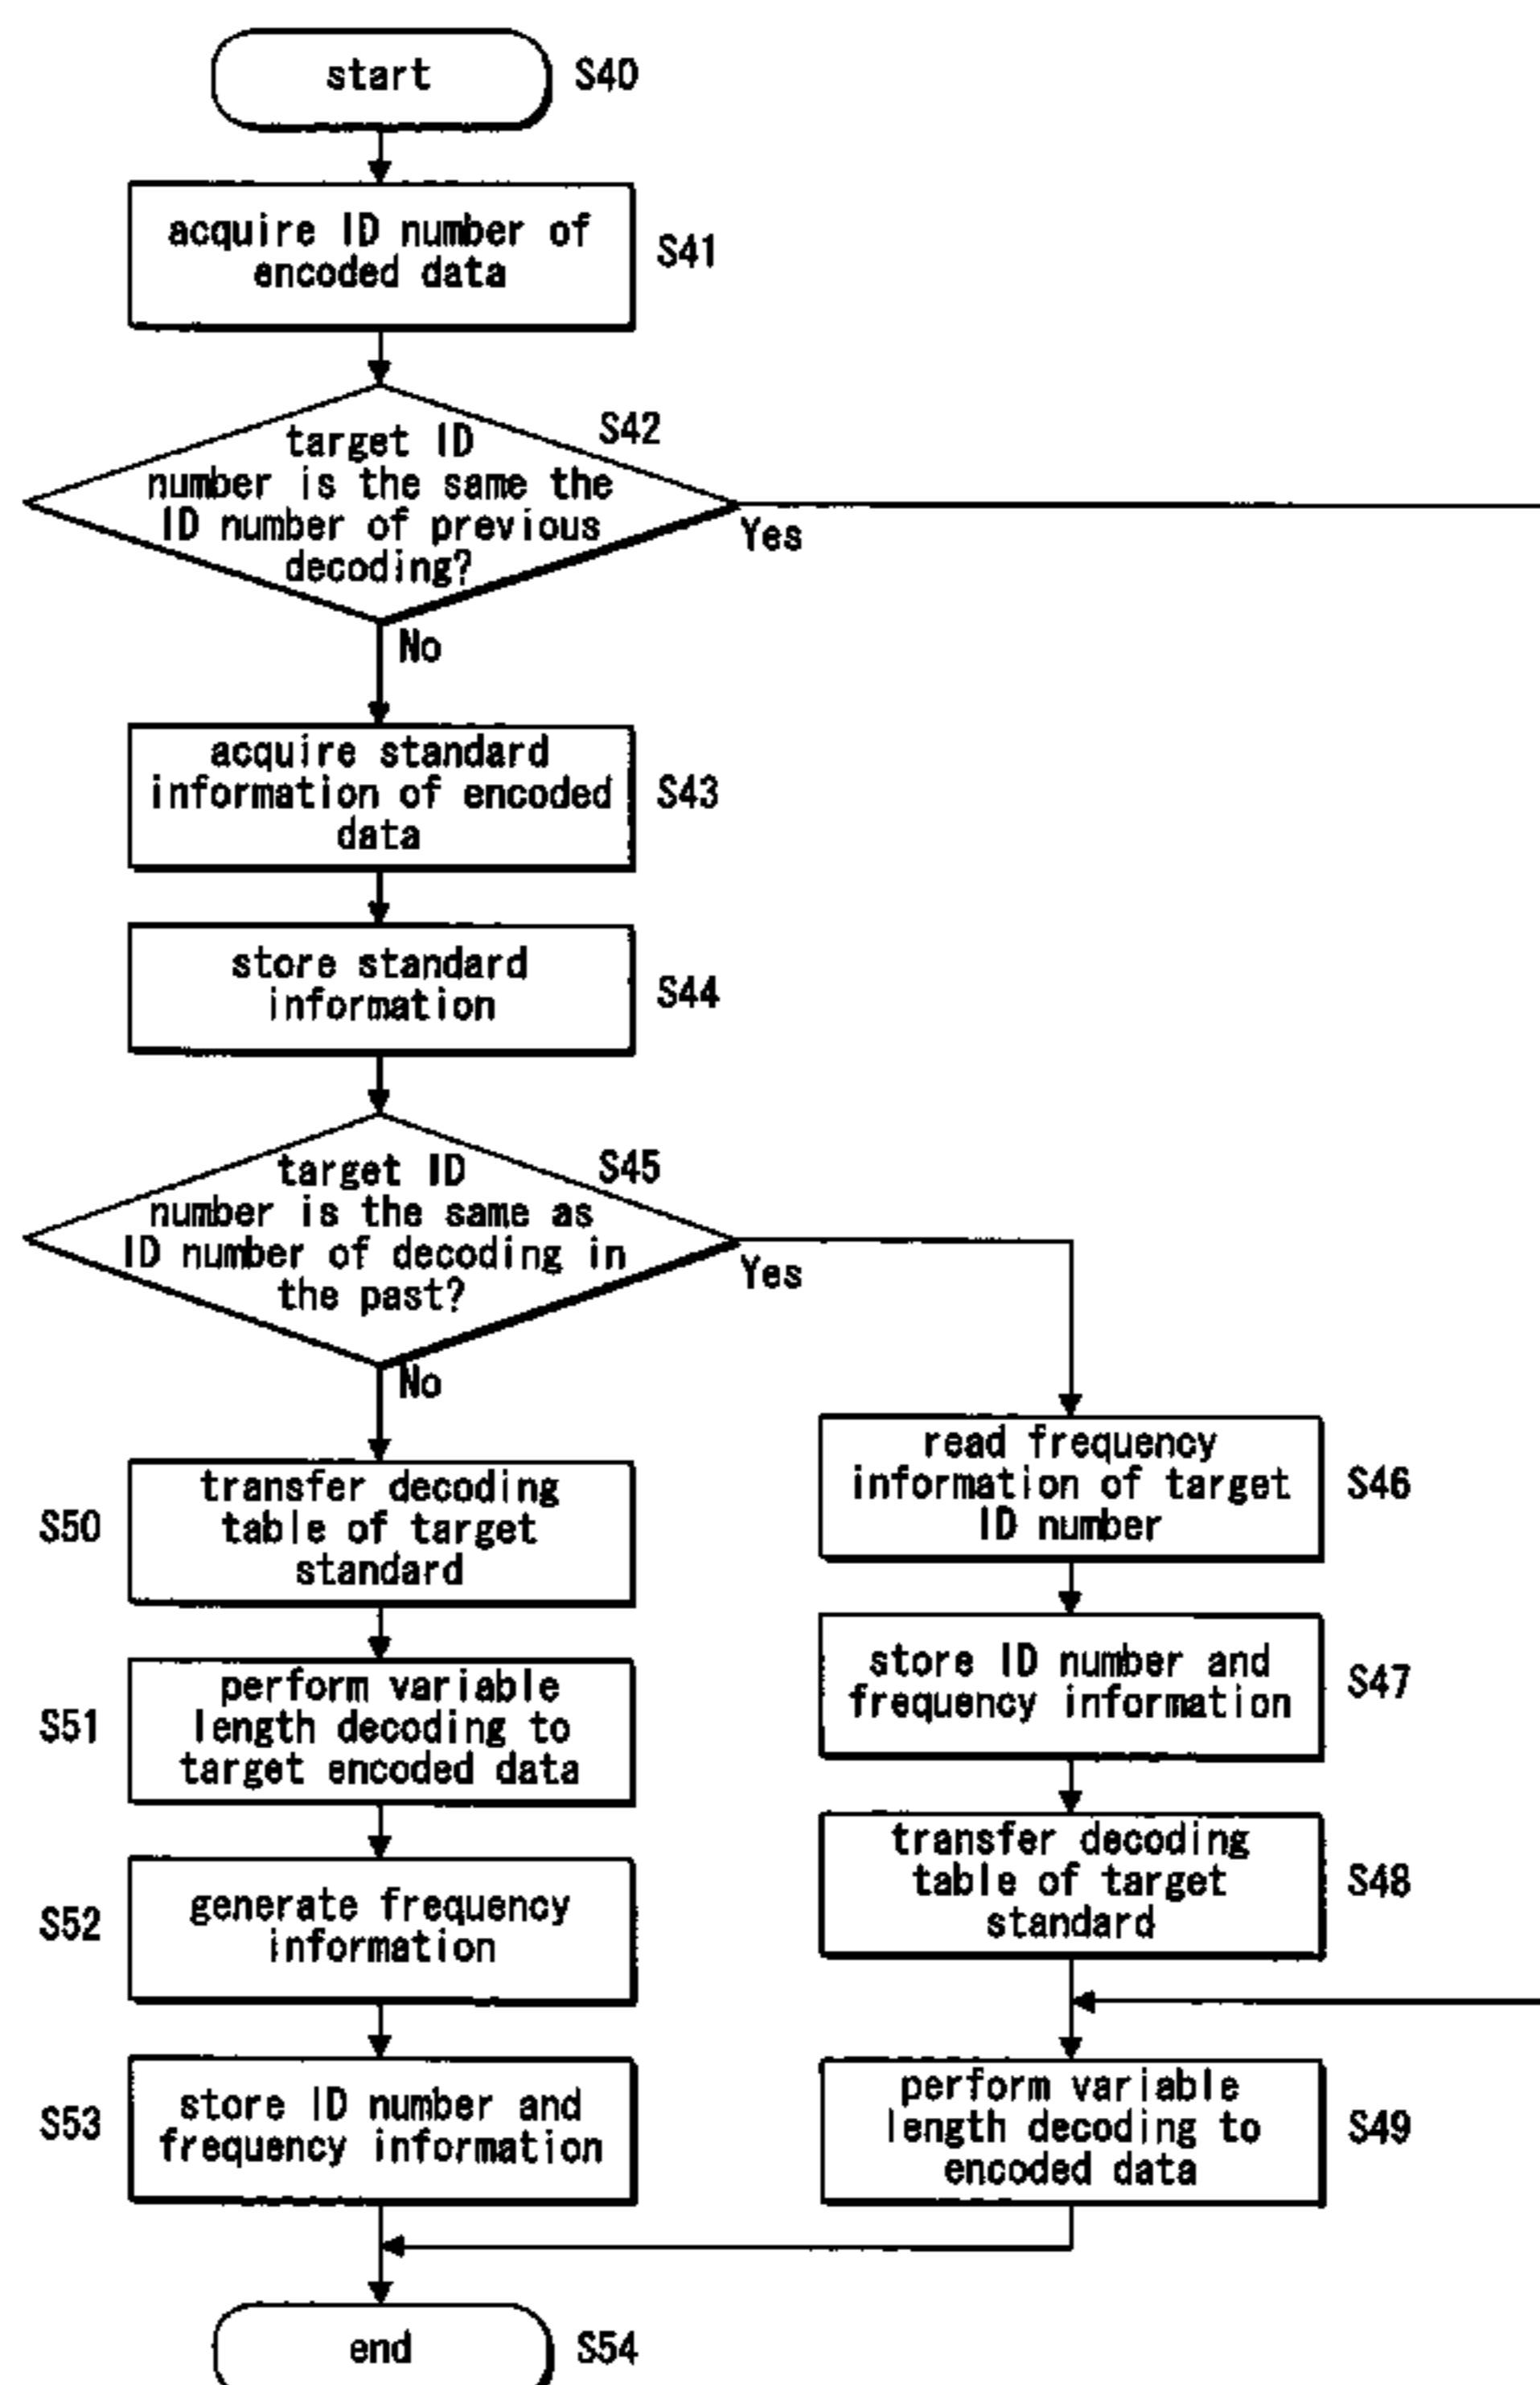 start
S40
acquire ID number of
encoded data
S41
S42
target ID
number is the same the
ID number of previous
decoding?
Yes
No
acquire standard
information of encoded
data
S43
store standard
information
S44
S45
target ID
number is the same as
ID number of decoding in
the past?
Yes
No
read frequency
information of target
ID number
S46
store ID number and
frequency information
S47
transfer decoding
table of target
standard
S48
perform variable
length decoding to
encoded data
S49
S50
transfer decoding
table of target
standard
S51
perform variable
length decoding to
target encoded data
S52
generate frequency
information
S53
store ID number and
frequency information
end
S54